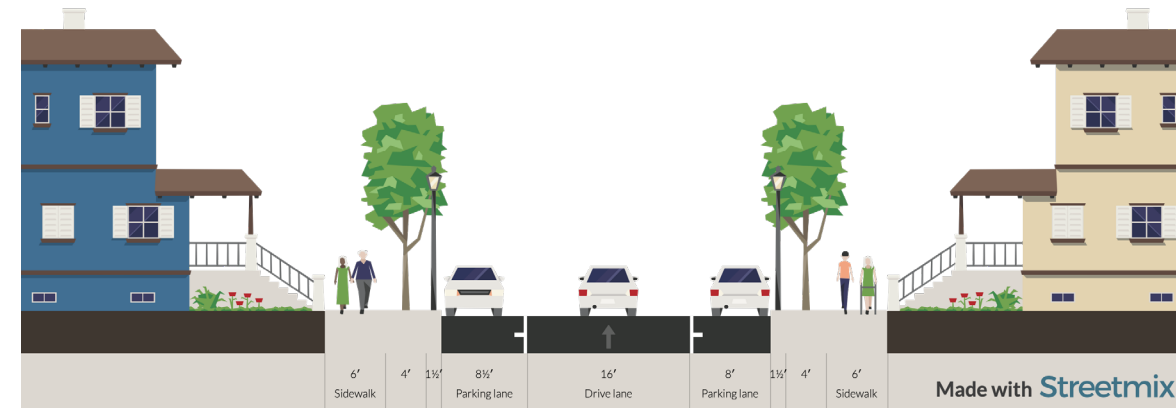 6′ 4′ 1½′ 8½′ 16′ 8′ 1½′ 4′ 6′
Sidewalk Parking lane Drive lane Parking lane Sidewalk
Made with Streetmix